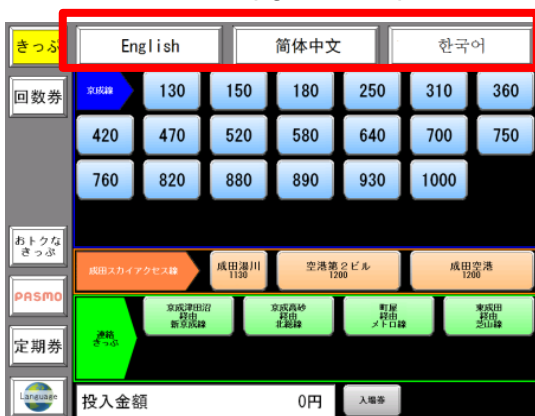 きっぷ
English
简体中文
한국어
回数券
京成線
130
150
180
250
310
360
420
470
520
580
640
700
750
760
820
880
890
930
1000
おトクな
きっぷ
成田スカイアクセス線
成田湯川
1130
空港第2ビル
1200
成田空港
1200
PASMO
連絡
きっぷ
京成津田沼
経由
新京成線
京成高砂
経由
北総線
町屋
経由
メトロ線
東成田
経由
芝山線
定期券
Language
投入金額
0円
入場券